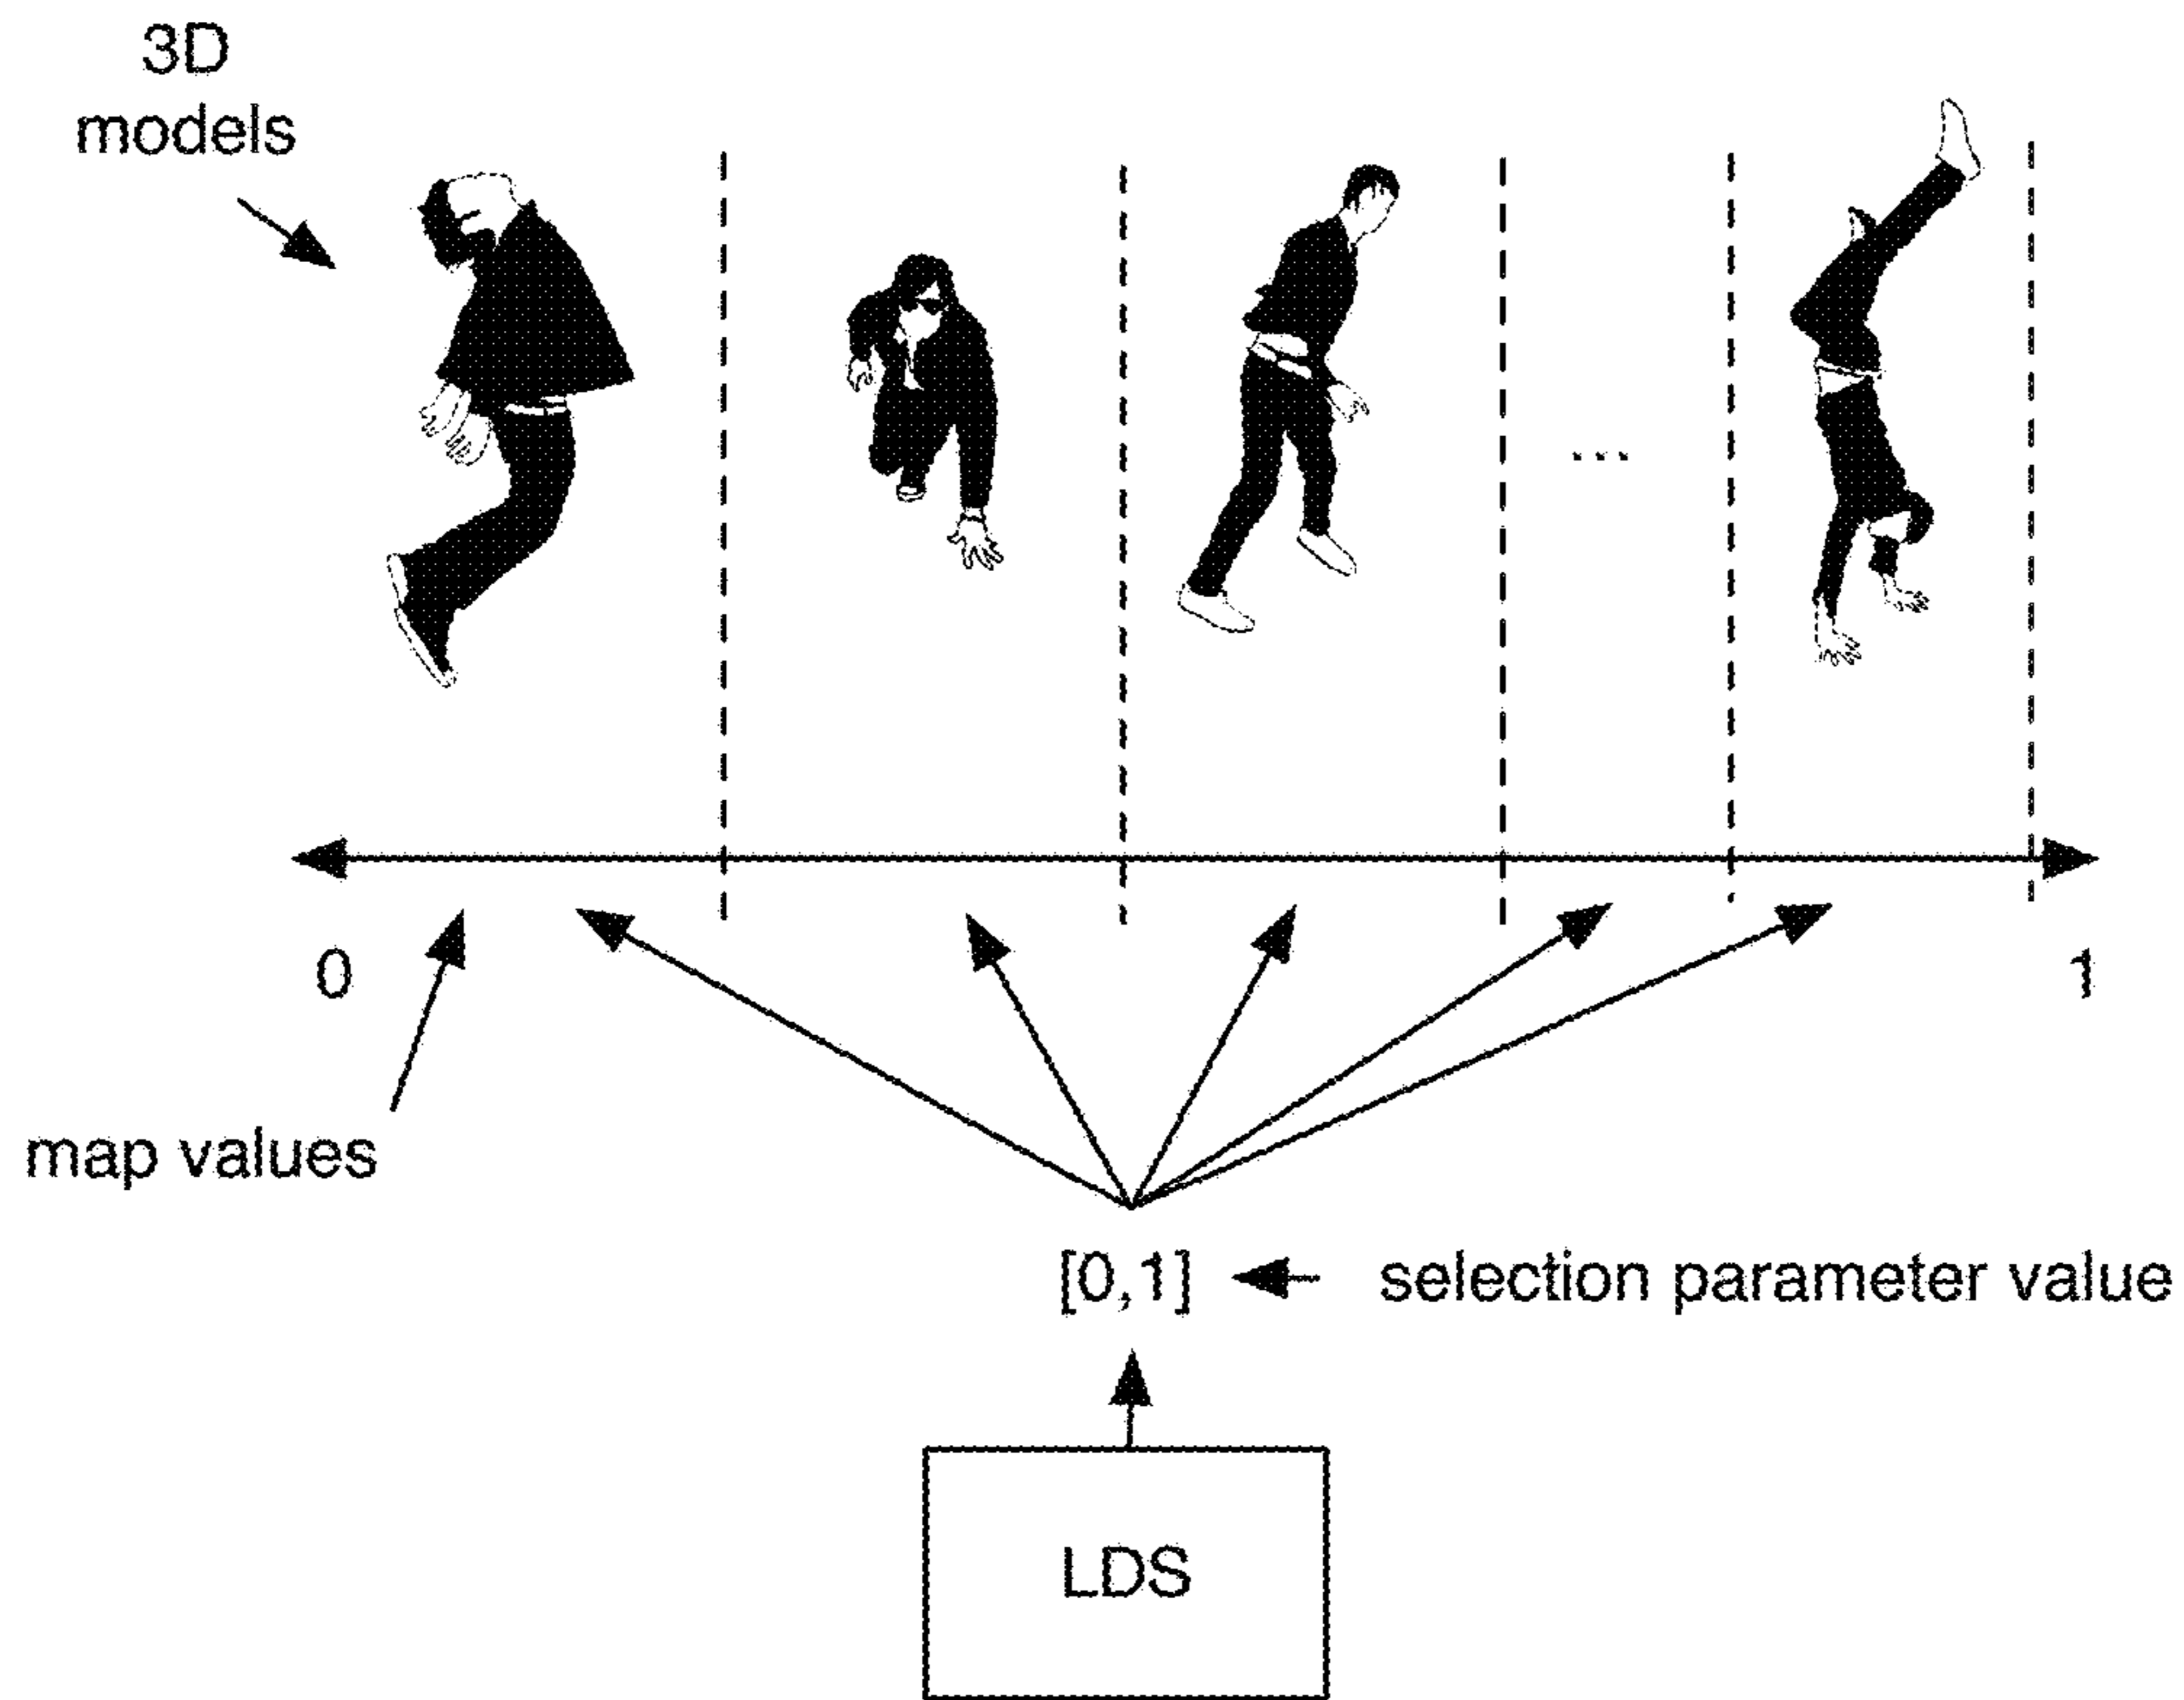 3D
models
...
0
1
map values
[0,1]
selection parameter value
LDS